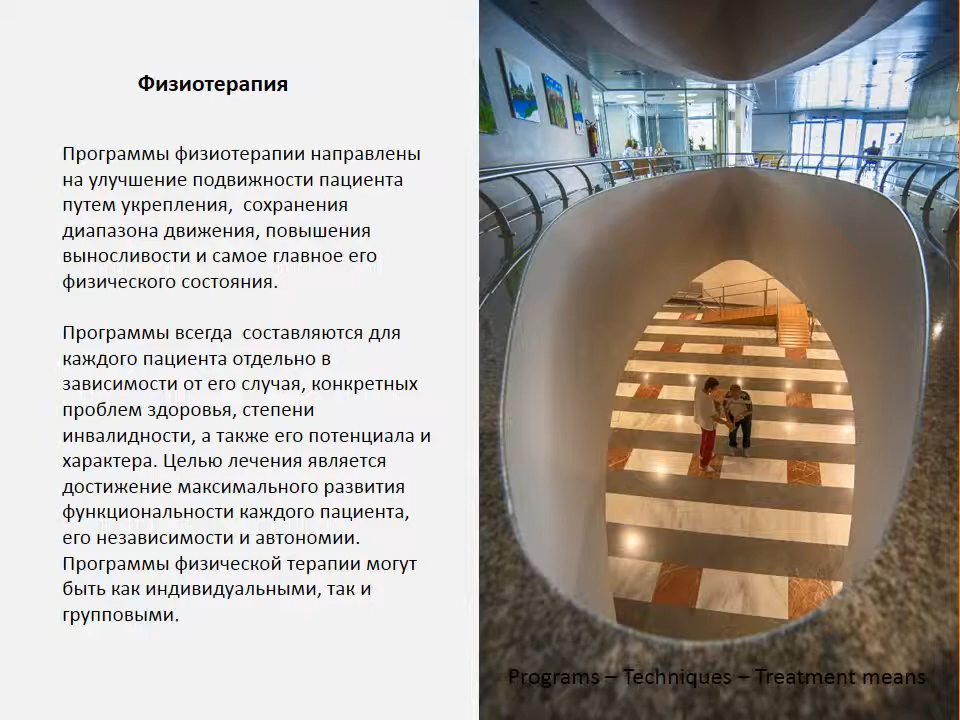 Физиотерапия
Программы физиотерапии направлены
на улучшение подвижности пациента
путем укрепления,  сохранения
диапазона движения, повышения
выносливости и самое главное его
физического состояния.
Программы всегда  составляются для
каждого пациента отдельно в
зависимости от его случая, конкретных
проблем здоровья, степени
инвалидности, а также его потенциала и
характера. Целью лечения является
достижение максимального развития
функциональности каждого пациента,
его независимости и автономии.
Программы физической терапии могут
быть как индивидуальными, так и
групповыми.
Programs – Techniques – Treatment means